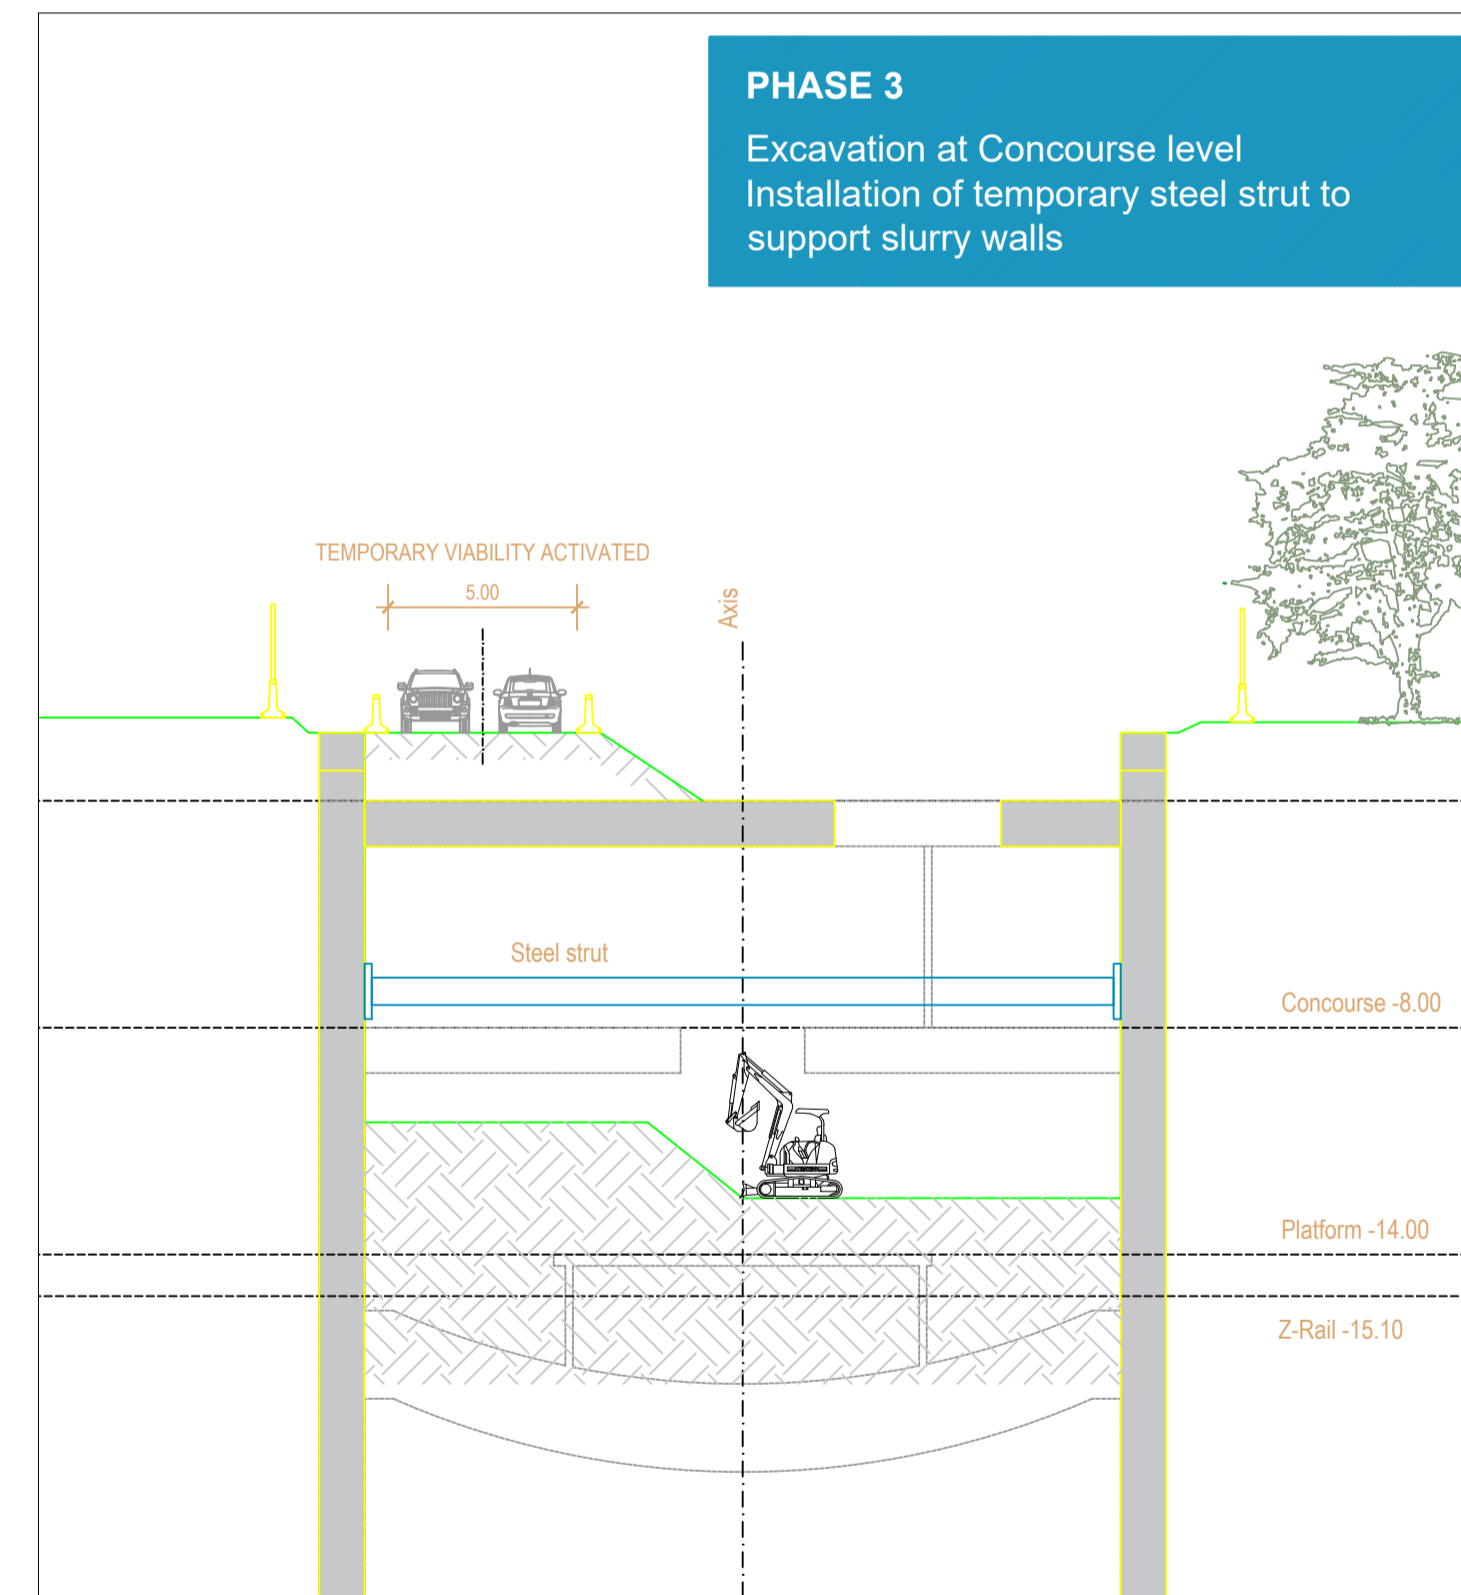 PHASE 3
Excavation at Concourse level
Installation of temporary steel strut to
support slurry walls
TEMPORARY VIABILITY ACTIVATED
5.00
Axis
Steel strut
Concourse -8.00
Platform -14.00
Z-Rail -15.10